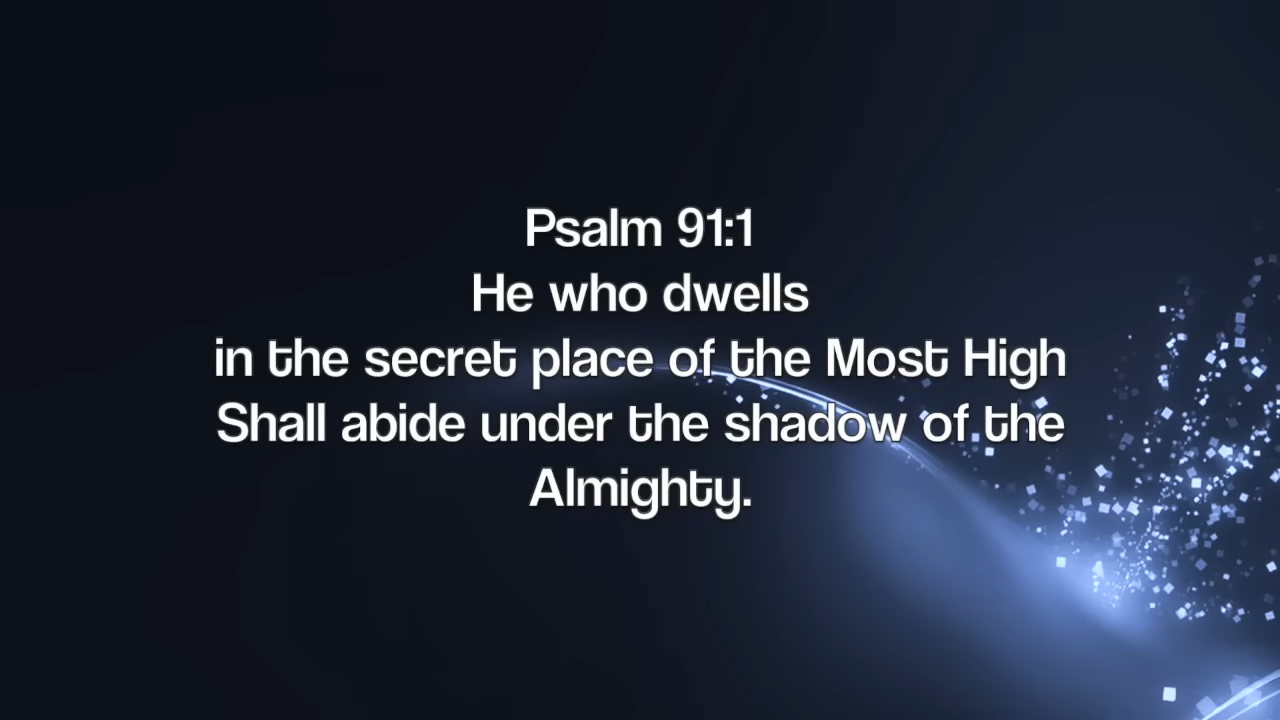 Psalm 91:1
He who dwells
in the secret place of the Most High
Shall abide under the shadow of the
Almighty.